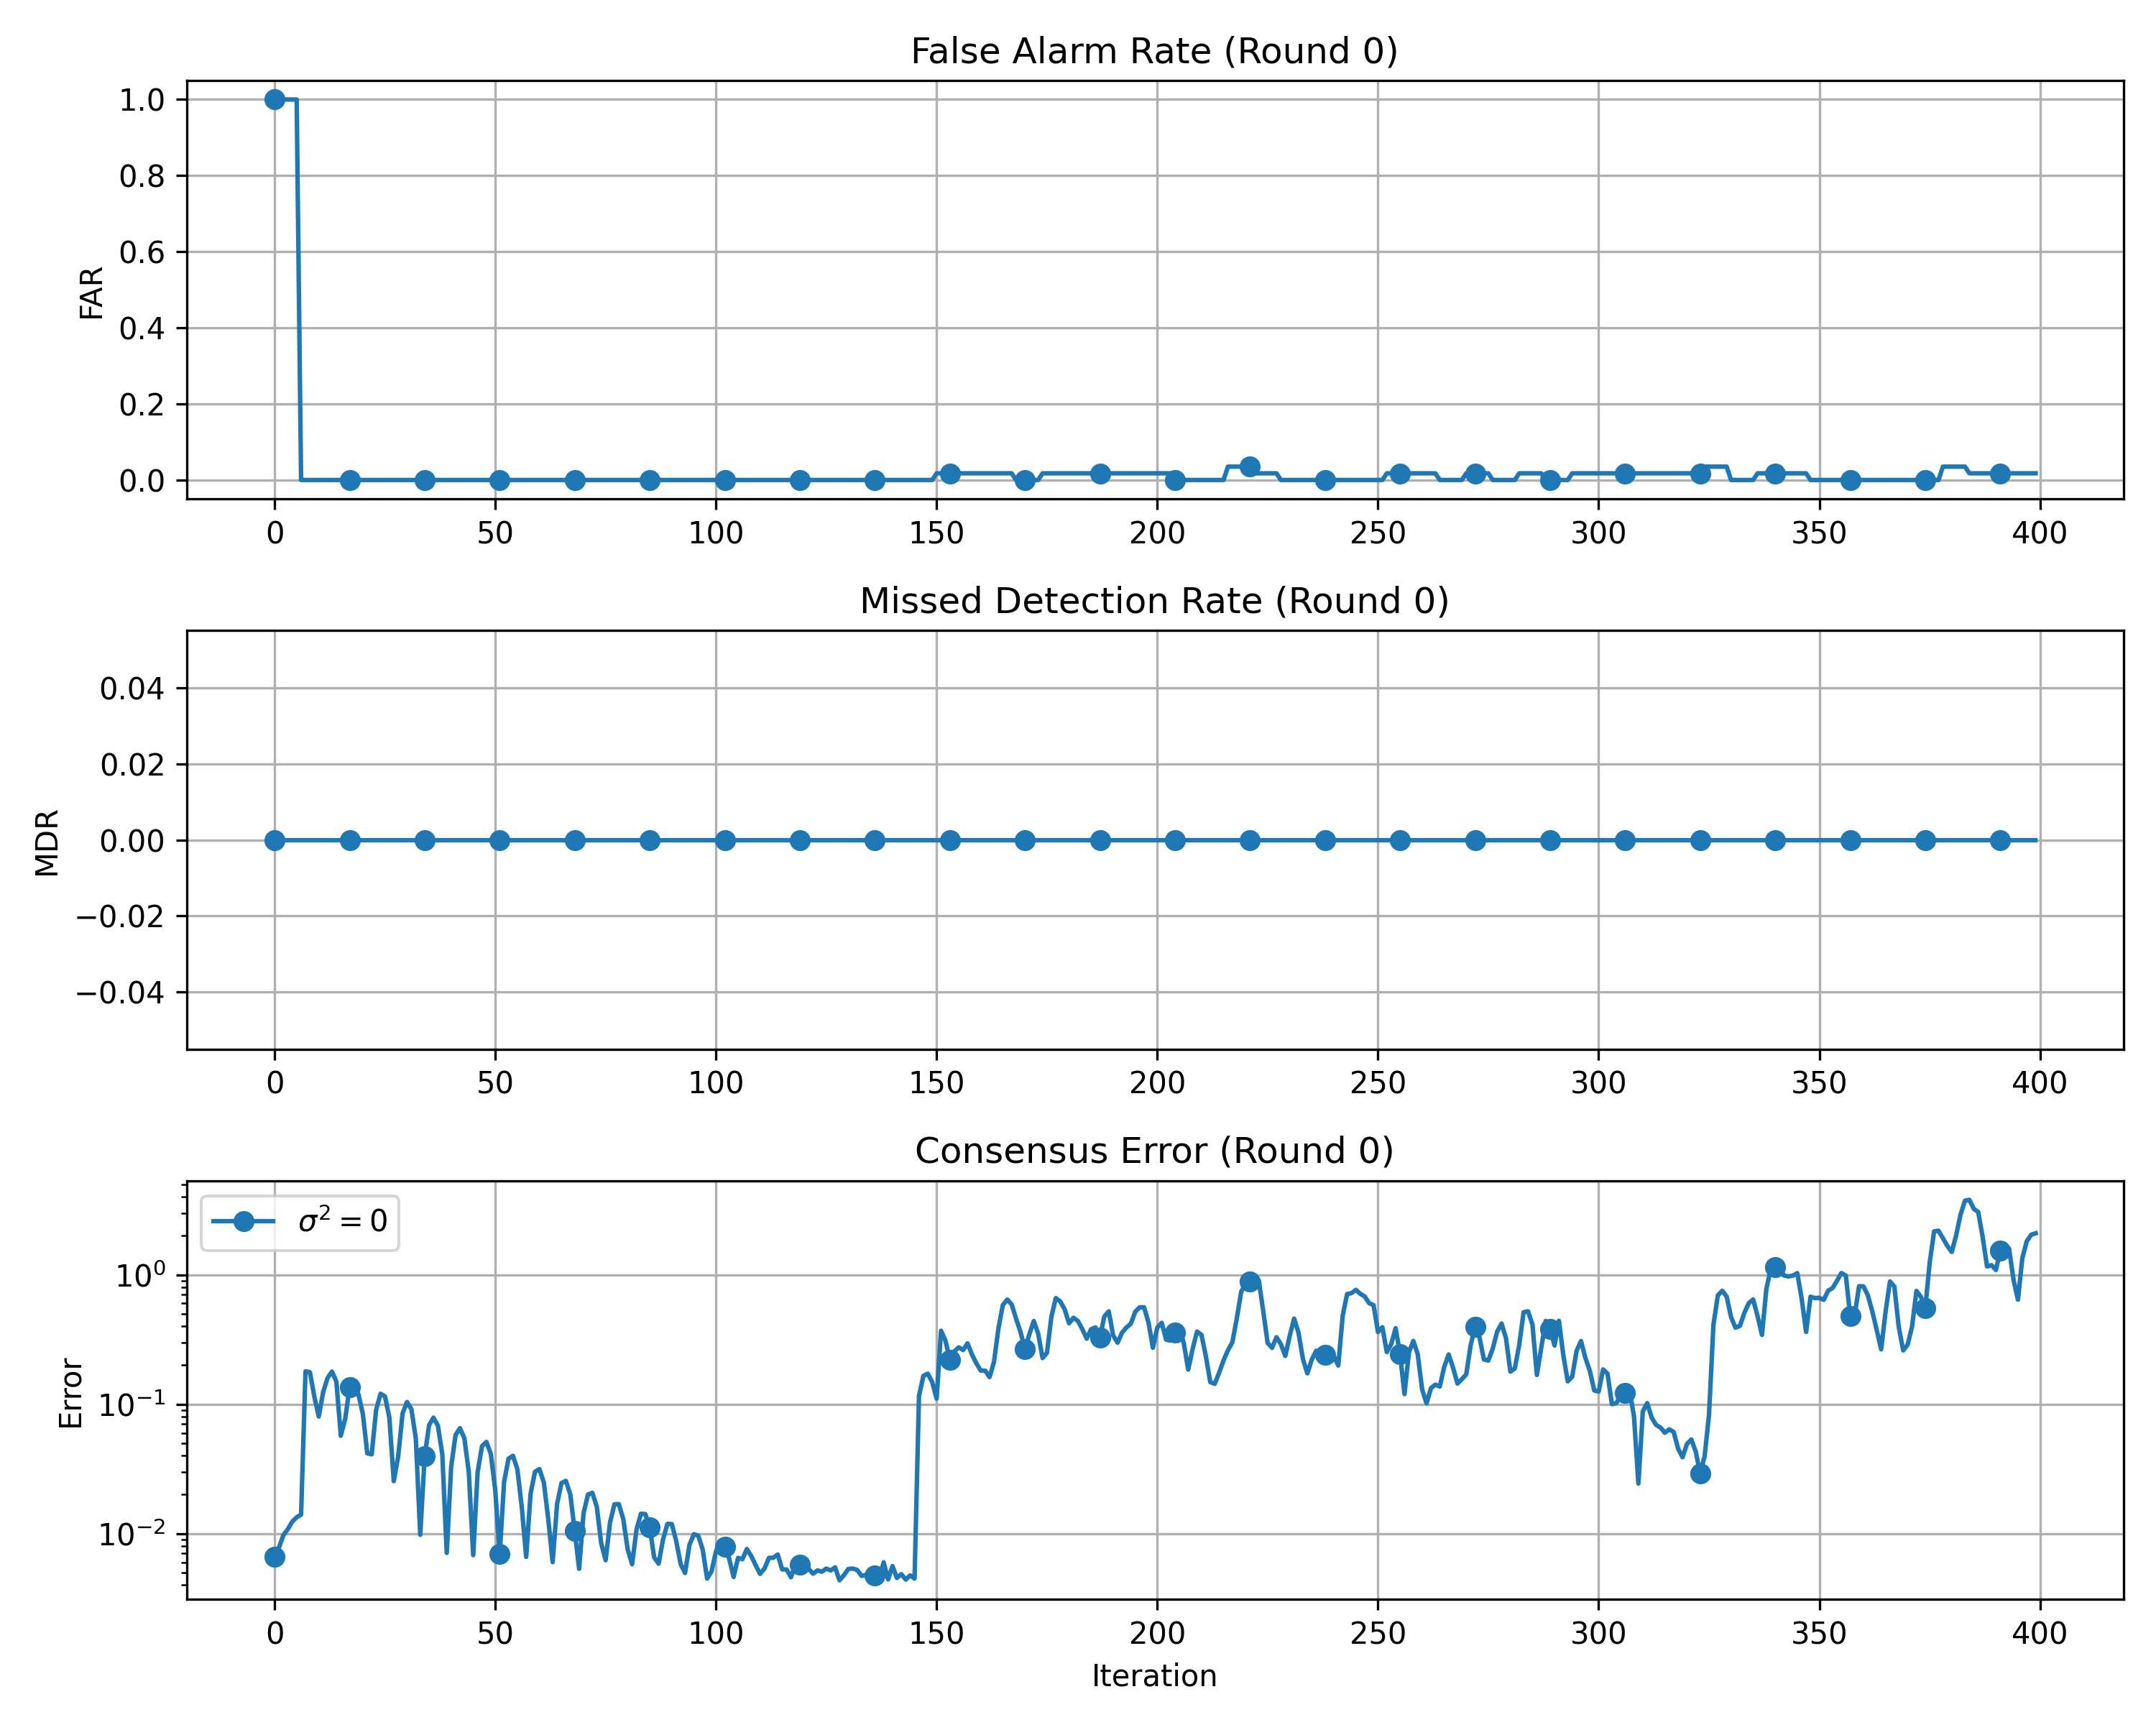 False Alarm Rate (Round 0)
1.0
0.8
0.6
0.4
0.2
0.0
FAR
0 50 100 150 200 250 300 350 400
Missed Detection Rate (Round 0)
0.04
0.02
0.00
−0.02
−0.04
MDR
0 50 100 150 200 250 300 350 400
Consensus Error (Round 0)
σ² = 0
10⁰
10⁻¹
10⁻²
Error
0 50 100 150 200 250 300 350 400
Iteration